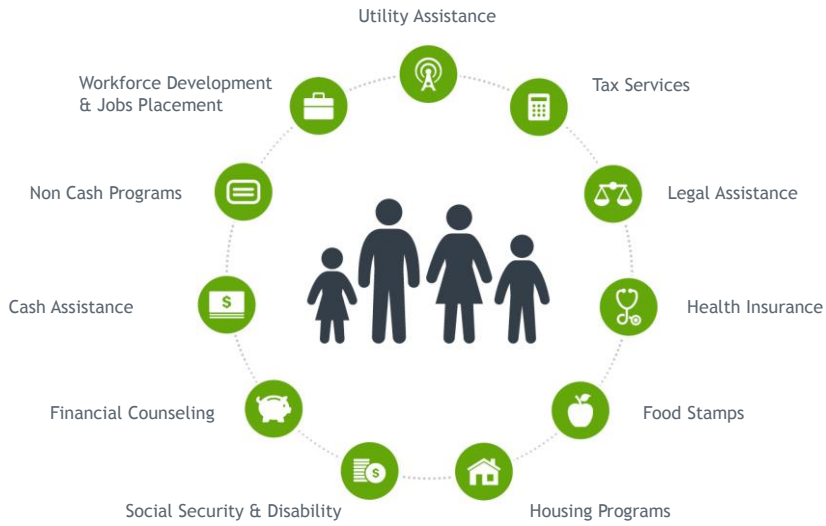 Utility Assistance
Tax Services
Legal Assistance
Health Insurance
Food Stamps
Housing Programs
Social Security & Disability
Financial Counseling
Cash Assistance
Non Cash Programs
Workforce Development
& Jobs Placement
$
$